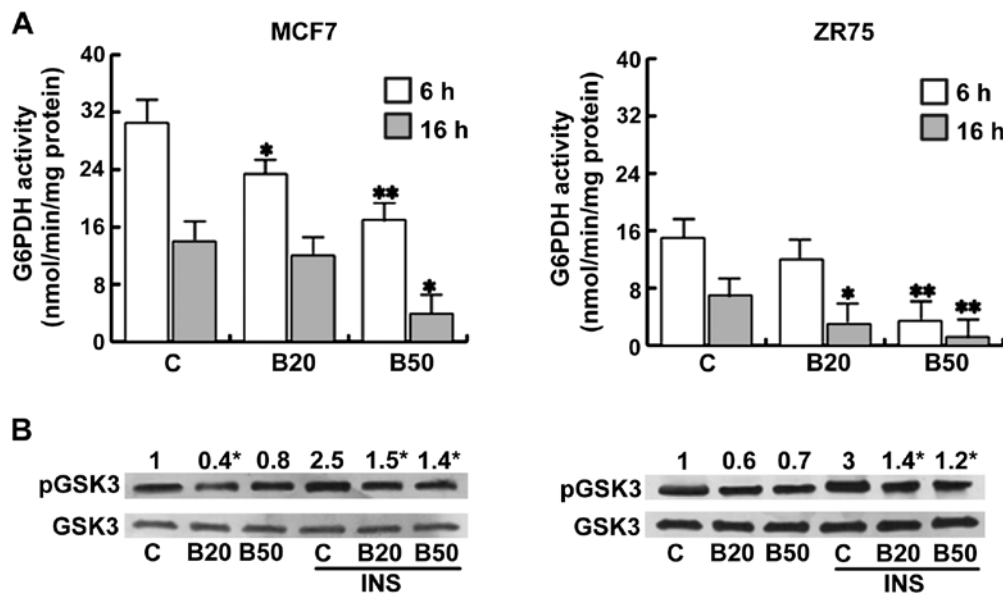 A
MCF7
G6PDH activity
(nmol/min/mg protein)
40
32
24
16
8
0
6 h
16 h
*
**
*
C B20 B50
ZR75
G6PDH activity
(nmol/min/mg protein)
40
32
24
16
8
0
6 h
16 h
*
**
**
C B20 B50
B
1 0.4* 0.8 2.5 1.5* 1.4*
pGSK3
GSK3
C B20 B50 C B20 B50
INS
1 0.6 0.7 3 1.4* 1.2*
pGSK3
GSK3
C B20 B50 C B20 B50
INS